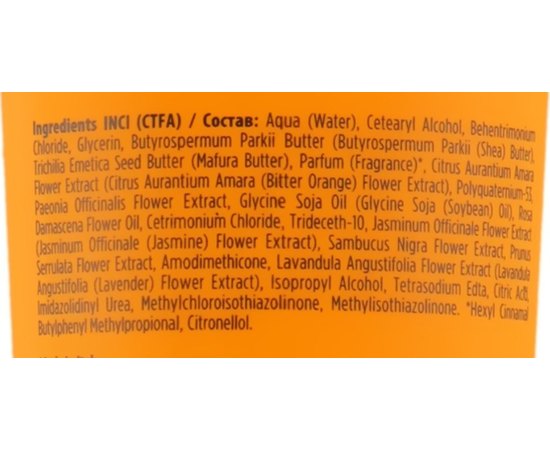 Ingredients INCI (CTFA) / Состав: Aqua (Water), Cetearyl Alcohol, Behentrimonium
Chloride, Glycerin, Butyrospermum Parkii Butter (Butyrospermum Parkii (Shea) Butter),
Trichilia Emetica Seed Butter (Mafura Butter), Parfum (Fragrance)*, Citrus Aurantium Amara
Flower Extract (Citrus Aurantium Amara (Bitter Orange) Flower Extract), Polyquaternium-53,
Paeonia Officinalis Flower Extract, Glycine Soja Oil (Glycine Soja (Soybean) Oil), Rosa
Damascena Flower Oil, Cetrimonium Chloride, Trideceth-10, Jasminum Officinale Flower Extract
(Jasminum Officinale (Jasmine) Flower Extract), Sambucus Nigra Flower Extract, Prunus
Serrulata Flower Extract, Amodimethicone, Lavandula Angustifolia Flower Extract (Lavandula
Angustifolia (Lavender) Flower Extract), Isopropyl Alcohol, Tetrasodium Edta, Citric Acid,
Imidazolidinyl Urea, Methylchloroisothiazolinone, Methylisothiazolinone. *Hexyl Cinnamal
Butylphenyl Methylpropional, Citronellol.